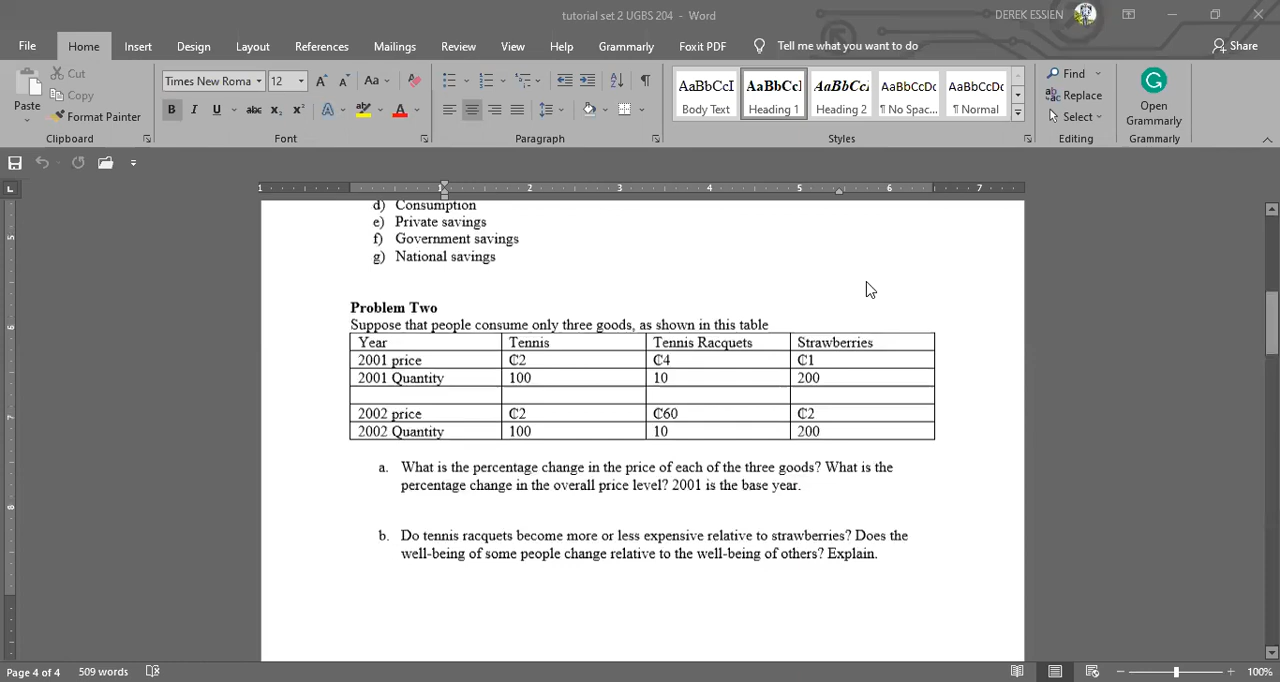 tutorial set 2 UGBS 204 - Word
DEREK ESSIEN
File Home Insert Design Layout References Mailings Review View Help Grammarly Foxit PDF Tell me what you want to do Share
Paste
Cut
Copy
Format Painter
Clipboard
Times New Roma 12
Font
Paragraph
AaBbCcI AaBbCcI AaBbCc AaBbCcDc AaBbCcDc
Body Text Heading 1 Heading 2 ¶ No Spac... ¶ Normal
Styles
Find
Replace
Select
Editing
Open
Grammarly
Grammarly
1 1 2 3 4 5 6 7
d) Consumption
e) Private savings
f) Government savings
g) National savings
Problem Two
Suppose that people consume only three goods, as shown in this table
Year Tennis Tennis Racquets Strawberries
2001 price ₵2 ₵4 ₵1
2001 Quantity 100 10 200
2002 price ₵2 ₵60 ₵2
2002 Quantity 100 10 200
a. What is the percentage change in the price of each of the three goods? What is the
percentage change in the overall price level? 2001 is the base year.
b. Do tennis racquets become more or less expensive relative to strawberries? Does the
well-being of some people change relative to the well-being of others? Explain.
Page 4 of 4 509 words 100%